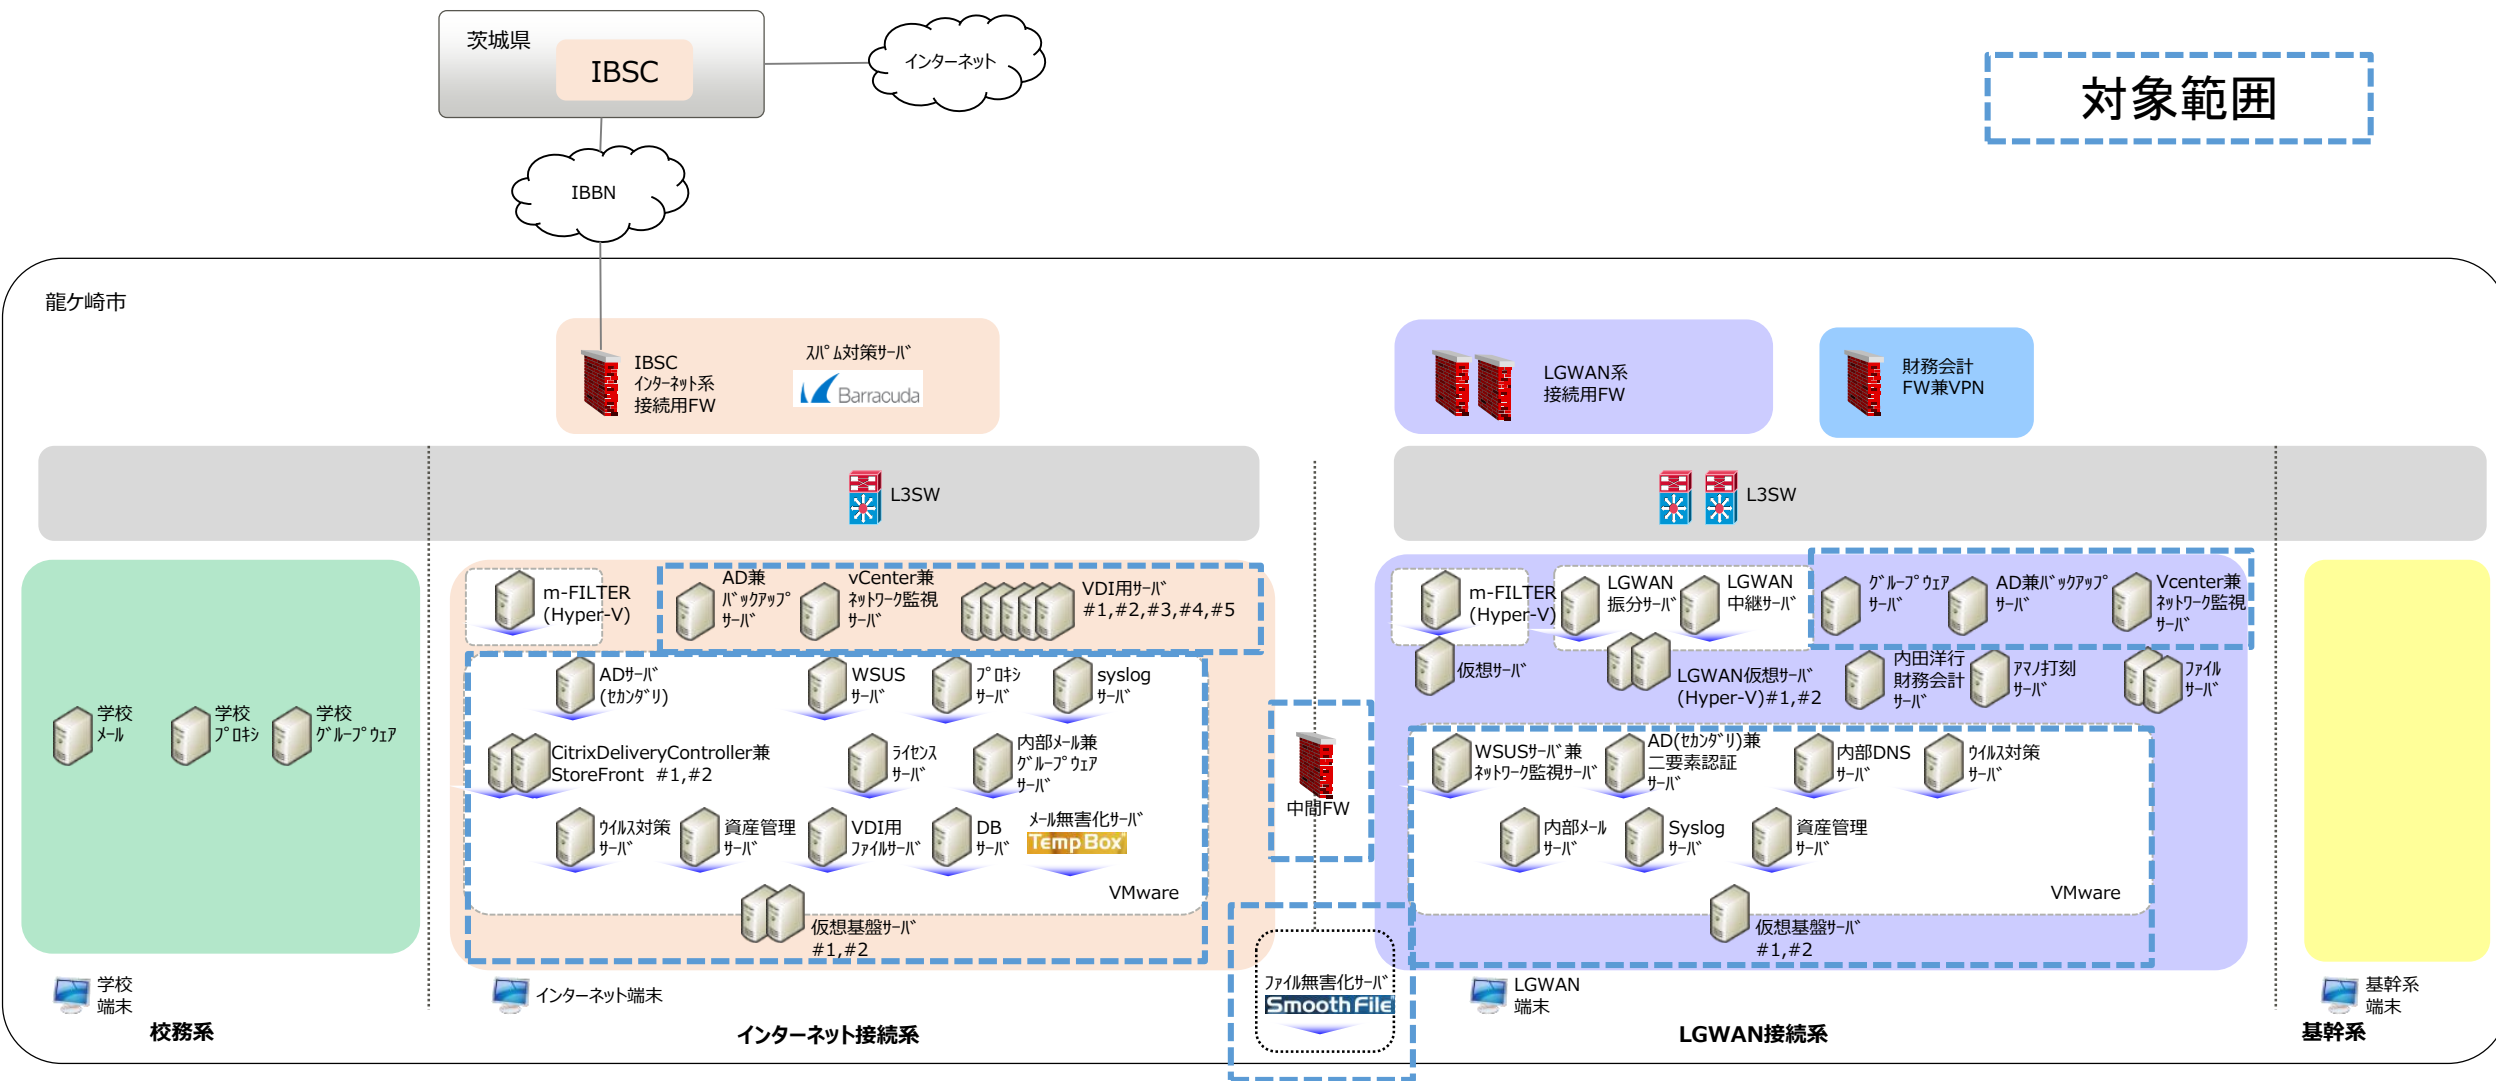 茨城県
IBSC
インターネット
対象範囲
IBBN
龍ケ崎市
IBSC
ｲﾝﾀｰﾈｯﾄ系
接続用FW
ｽﾊﾟﾑ対策ｻｰﾊﾞ
Barracuda
LGWAN系
接続用FW
財務会計
FW兼VPN
L3SW
L3SW
m-FILTER
(Hyper-V)
AD兼
ﾊﾞｯｸｱｯﾌﾟ
ｻｰﾊﾞ
vCenter兼
ﾈｯﾄﾜｰｸ監視
ｻｰﾊﾞ
VDI用ｻｰﾊﾞ
#1,#2,#3,#4,#5
m-FILTER
(Hyper-V)
LGWAN
振分ｻｰﾊﾞ
LGWAN
中継ｻｰﾊﾞ
ｸﾞﾙｰﾌﾟｳｪｱ
ｻｰﾊﾞ
AD兼ﾊﾞｯｸｱｯﾌﾟ
ｻｰﾊﾞ
Vcenter兼
ﾈｯﾄﾜｰｸ監視
ｻｰﾊﾞ
ADｻｰﾊﾞ
(ｾｶﾝﾀﾞﾘ)
WSUS
ｻｰﾊﾞ
ﾌﾟﾛｷｼ
ｻｰﾊﾞ
syslog
ｻｰﾊﾞ
仮想ｻｰﾊﾞ
LGWAN仮想ｻｰﾊﾞ
(Hyper-V)#1,#2
内田洋行
財務会計
ｻｰﾊﾞ
ｱﾏﾉ打刻
ｻｰﾊﾞ
ﾌｧｲﾙ
ｻｰﾊﾞ
学校
ﾒｰﾙ
学校
ﾌﾟﾛｷｼ
学校
ｸﾞﾙｰﾌﾟｳｪｱ
CitrixDeliveryController兼
StoreFront #1,#2
ﾗｲｾﾝｽ
ｻｰﾊﾞ
内部ﾒｰﾙ兼
ｸﾞﾙｰﾌﾟｳｪｱ
ｻｰﾊﾞ
中間FW
WSUSｻｰﾊﾞ兼
ﾈｯﾄﾜｰｸ監視ｻｰﾊﾞ
AD(ｾｶﾝﾀﾞﾘ)兼
二要素認証
ｻｰﾊﾞ
内部DNS
ｻｰﾊﾞ
ｳｲﾙｽ対策
ｻｰﾊﾞ
ｳｲﾙｽ対策
ｻｰﾊﾞ
資産管理
ｻｰﾊﾞ
VDI用
ﾌｧｲﾙｻｰﾊﾞ
DB
ｻｰﾊﾞ
ﾒｰﾙ無害化ｻｰﾊﾞ
TempBox
内部ﾒｰﾙ
ｻｰﾊﾞ
Syslog
ｻｰﾊﾞ
資産管理
ｻｰﾊﾞ
VMware
VMware
仮想基盤ｻｰﾊﾞ
#1,#2
仮想基盤ｻｰﾊﾞ
#1,#2
ﾌｧｲﾙ無害化ｻｰﾊﾞ
Smooth File
学校
端末
インターネット端末
LGWAN
端末
基幹系
端末
校務系
インターネット接続系
LGWAN接続系
基幹系